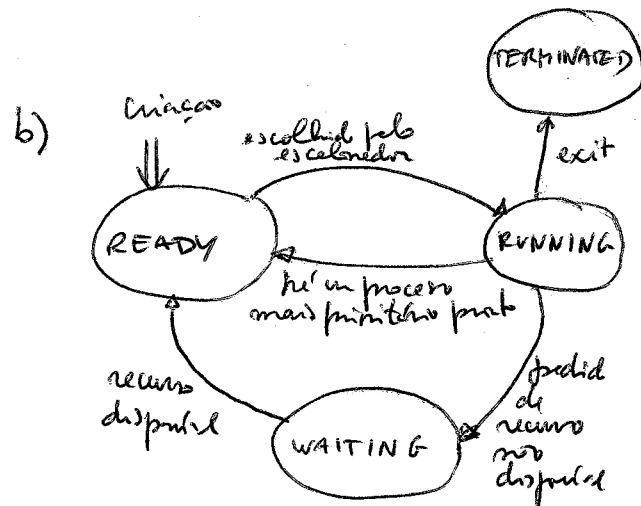 TERMINATED
criação
b)
escolhido pelo
escalonador
exit
READY
RUNNING
há um processo
mais prioritário pronto
recurso
disponível
pedido
de
recurso
não
disponível
WAITING